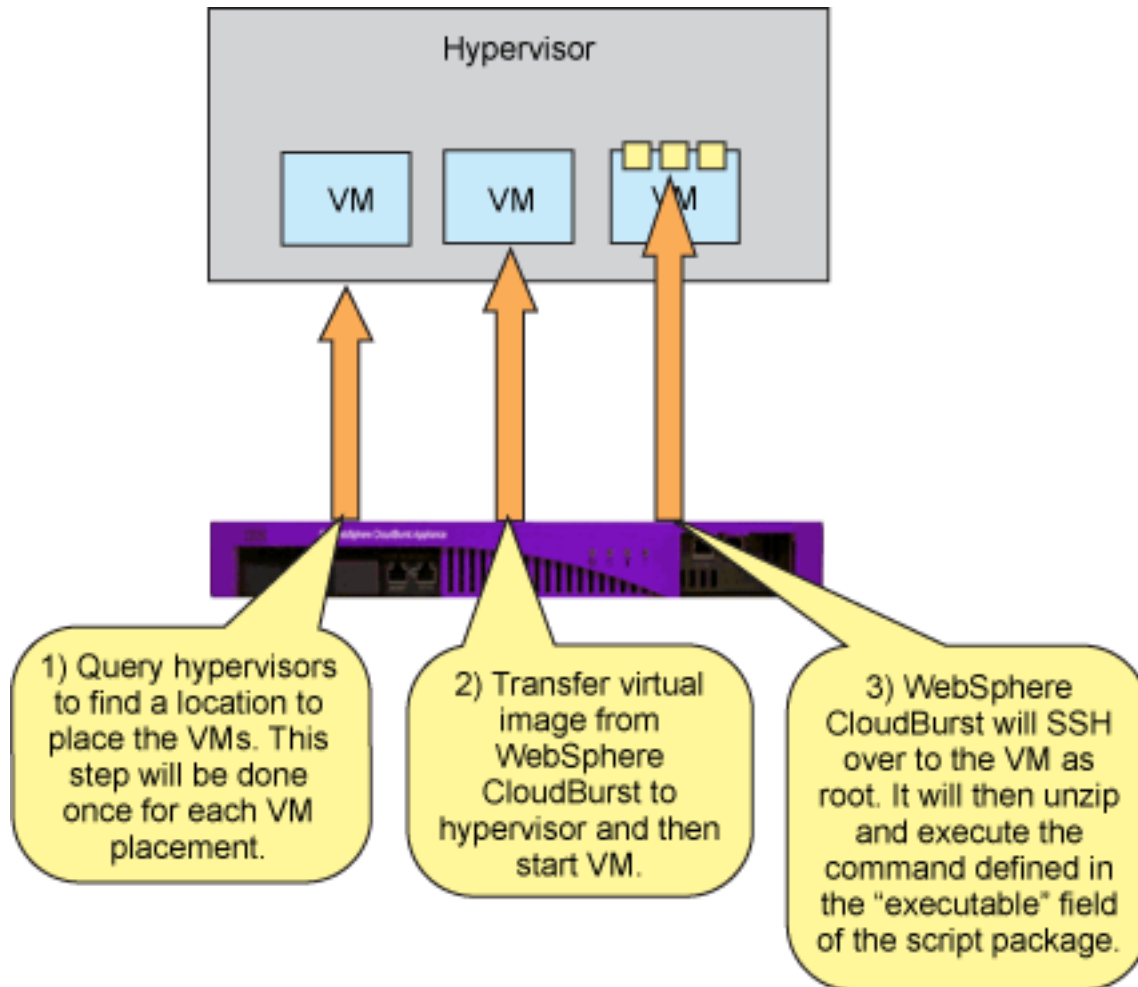 Hypervisor
VM
VM
VM
1) Query hypervisors
to find a location to
place the VMs. This
step will be done
once for each VM
placement.
2) Transfer virtual
image from
WebSphere
CloudBurst to
hypervisor and then
start VM.
3) WebSphere
CloudBurst will SSH
over to the VM as
root. It will then unzip
and execute the
command defined in
the “executable” field
of the script package.